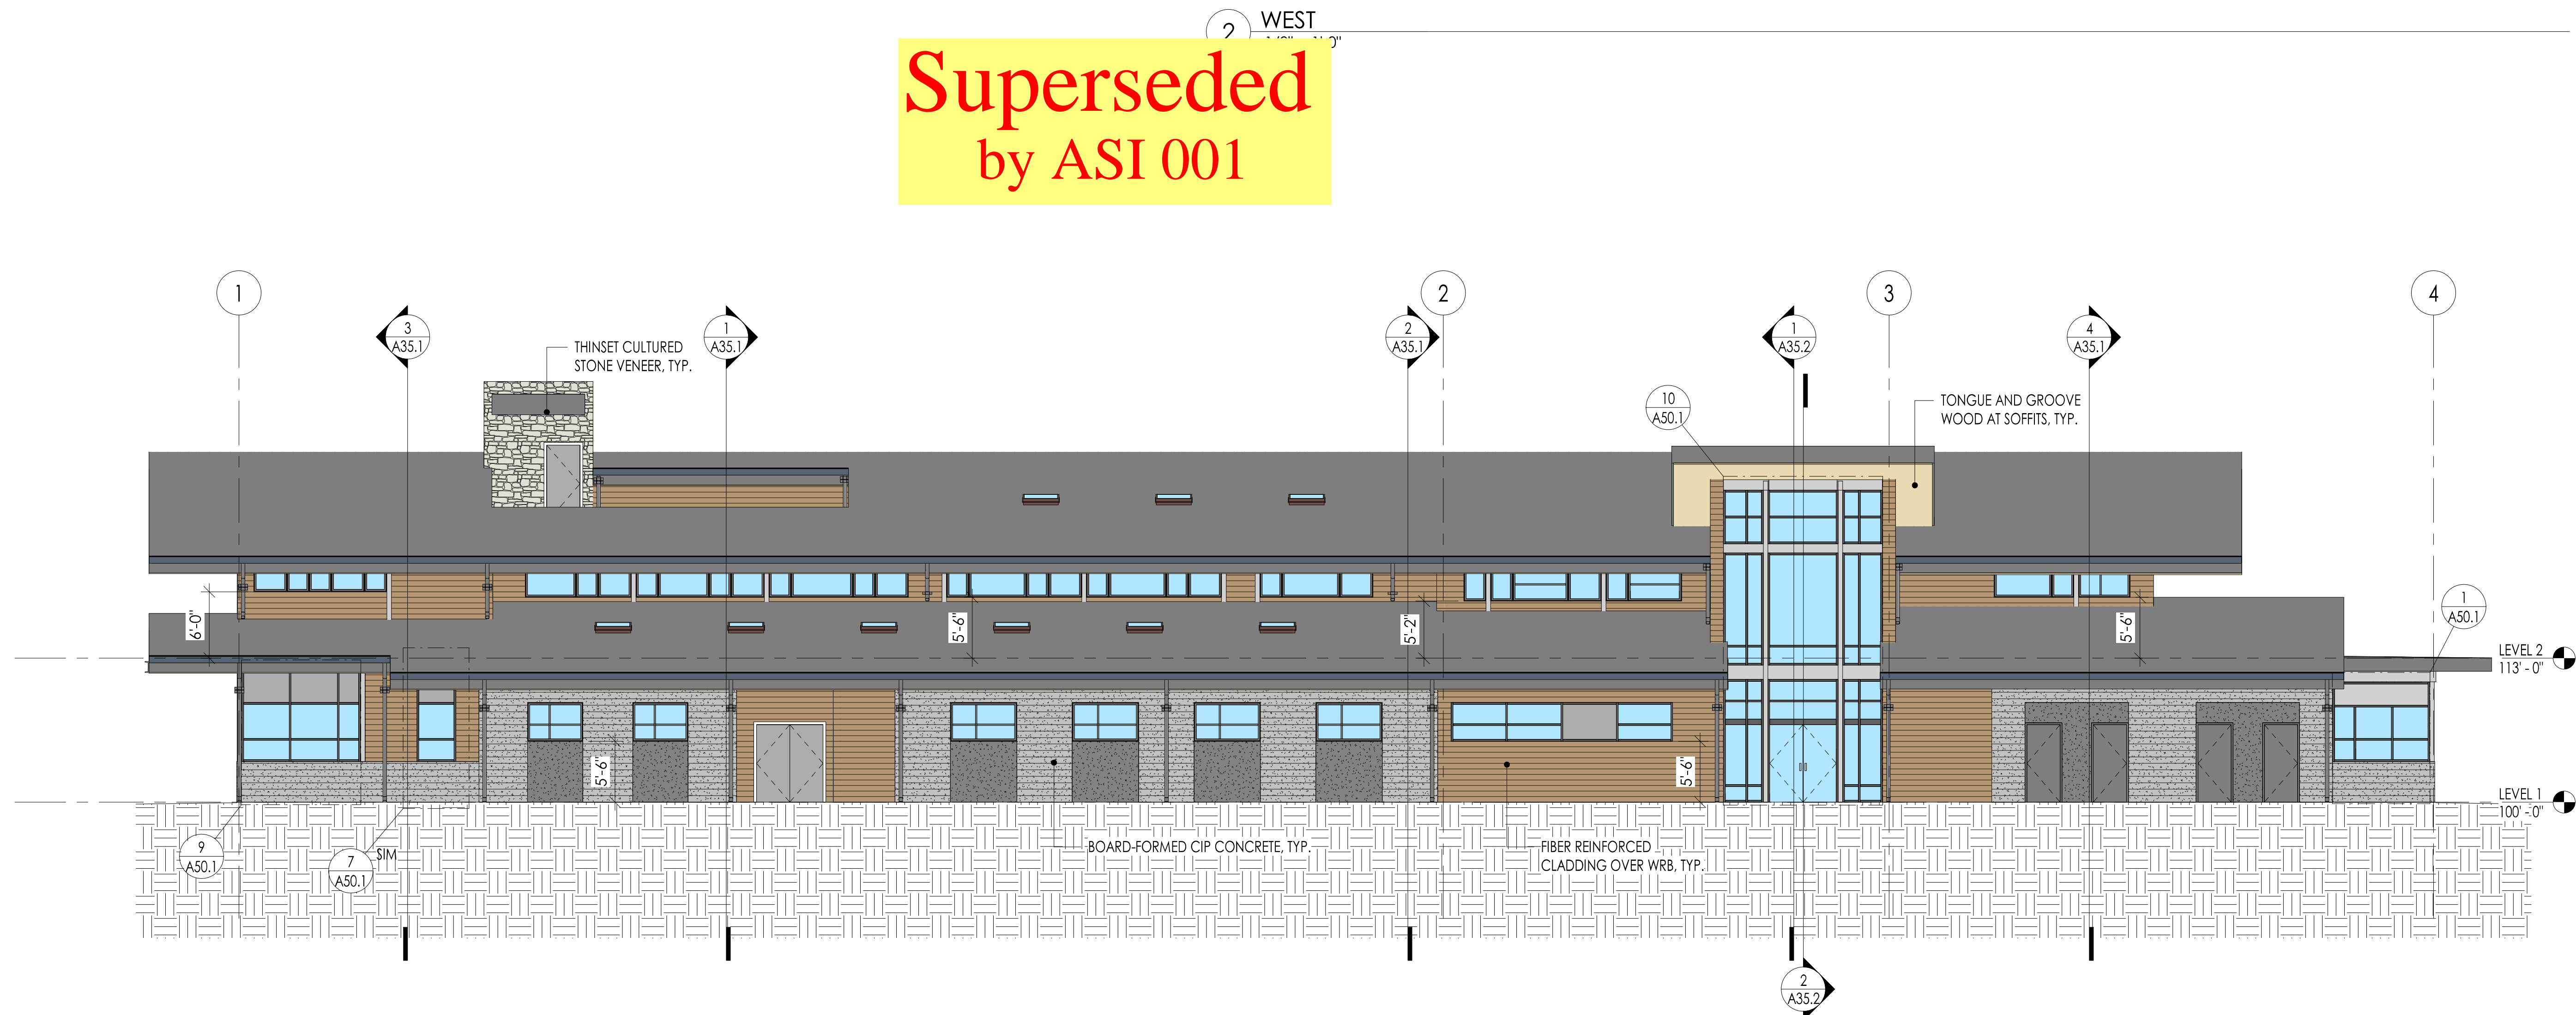 2
WEST
Superseded
by ASI 001
1
2
3
4
3
A35.1
1
A35.1
2
A35.1
1
A35.2
4
A35.1
THINSET CULTURED
STONE VENEER, TYP.
10
A50.1
TONGUE AND GROOVE
WOOD AT SOFFITS, TYP.
1
A50.1
6'-0"
5'-6"
5'-2"
5'-6"
LEVEL 2
113' - 0"
5'-6"
5'-6"
LEVEL 1
100' - 0"
9
A50.1
7
A50.1
SIM
BOARD-FORMED CIP CONCRETE, TYP.
FIBER REINFORCED
CLADDING OVER WRB, TYP.
2
A35.2